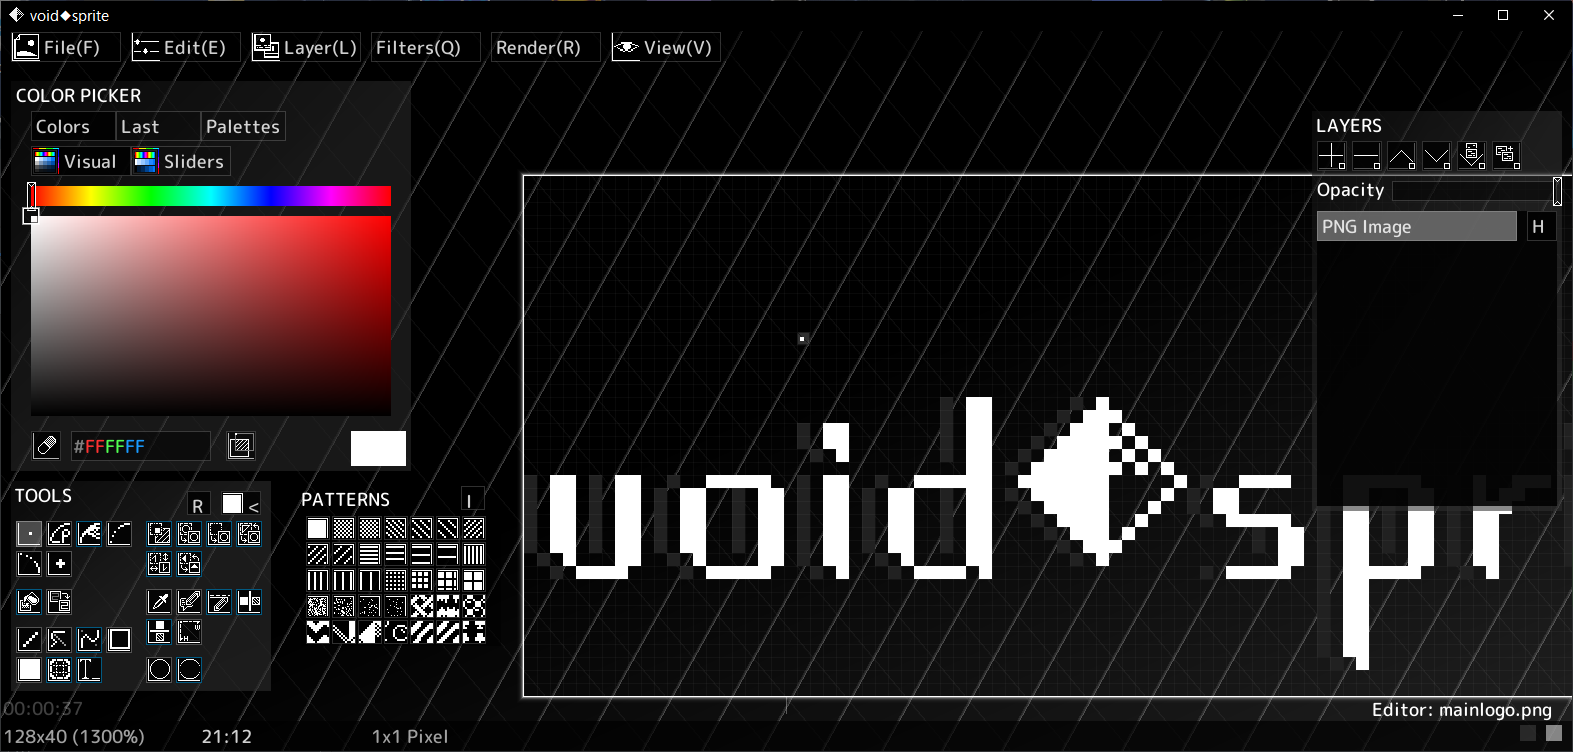 void◆sprite
File(F) Edit(E) Layer(L) Filters(Q) Render(R) View(V)
COLOR PICKER
Colors Last Palettes
Visual Sliders
#FFFFFF
TOOLS
R <
PATTERNS I
LAYERS
Opacity
PNG Image H
void◆spr
00:00:37
Editor: mainlogo.png
128x40 (1300%) 21:12 1x1 Pixel